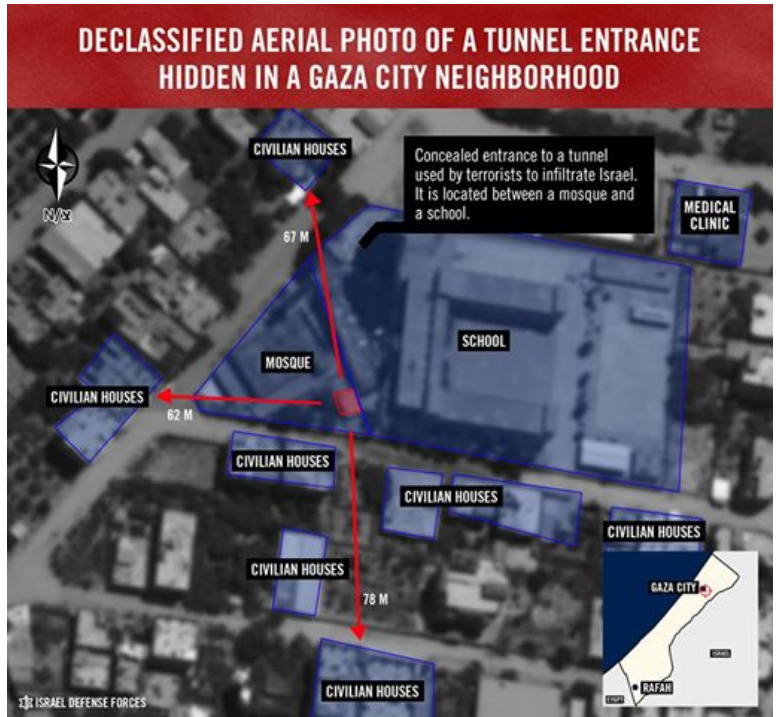 DECLASSIFIED AERIAL PHOTO OF A TUNNEL ENTRANCE
HIDDEN IN A GAZA CITY NEIGHBORHOOD
CIVILIAN HOUSES
Concealed entrance to a tunnel
used by terrorists to infiltrate Israel.
It is located between a mosque and
a school.
MEDICAL
CLINIC
N/צ
67 M
MOSQUE
SCHOOL
CIVILIAN HOUSES
62 M
CIVILIAN HOUSES
CIVILIAN HOUSES
CIVILIAN HOUSES
CIVILIAN HOUSES
78 M
GAZA CITY
ISRAEL
RAFAH
EGYPT
CIVILIAN HOUSES
ISRAEL DEFENSE FORCES